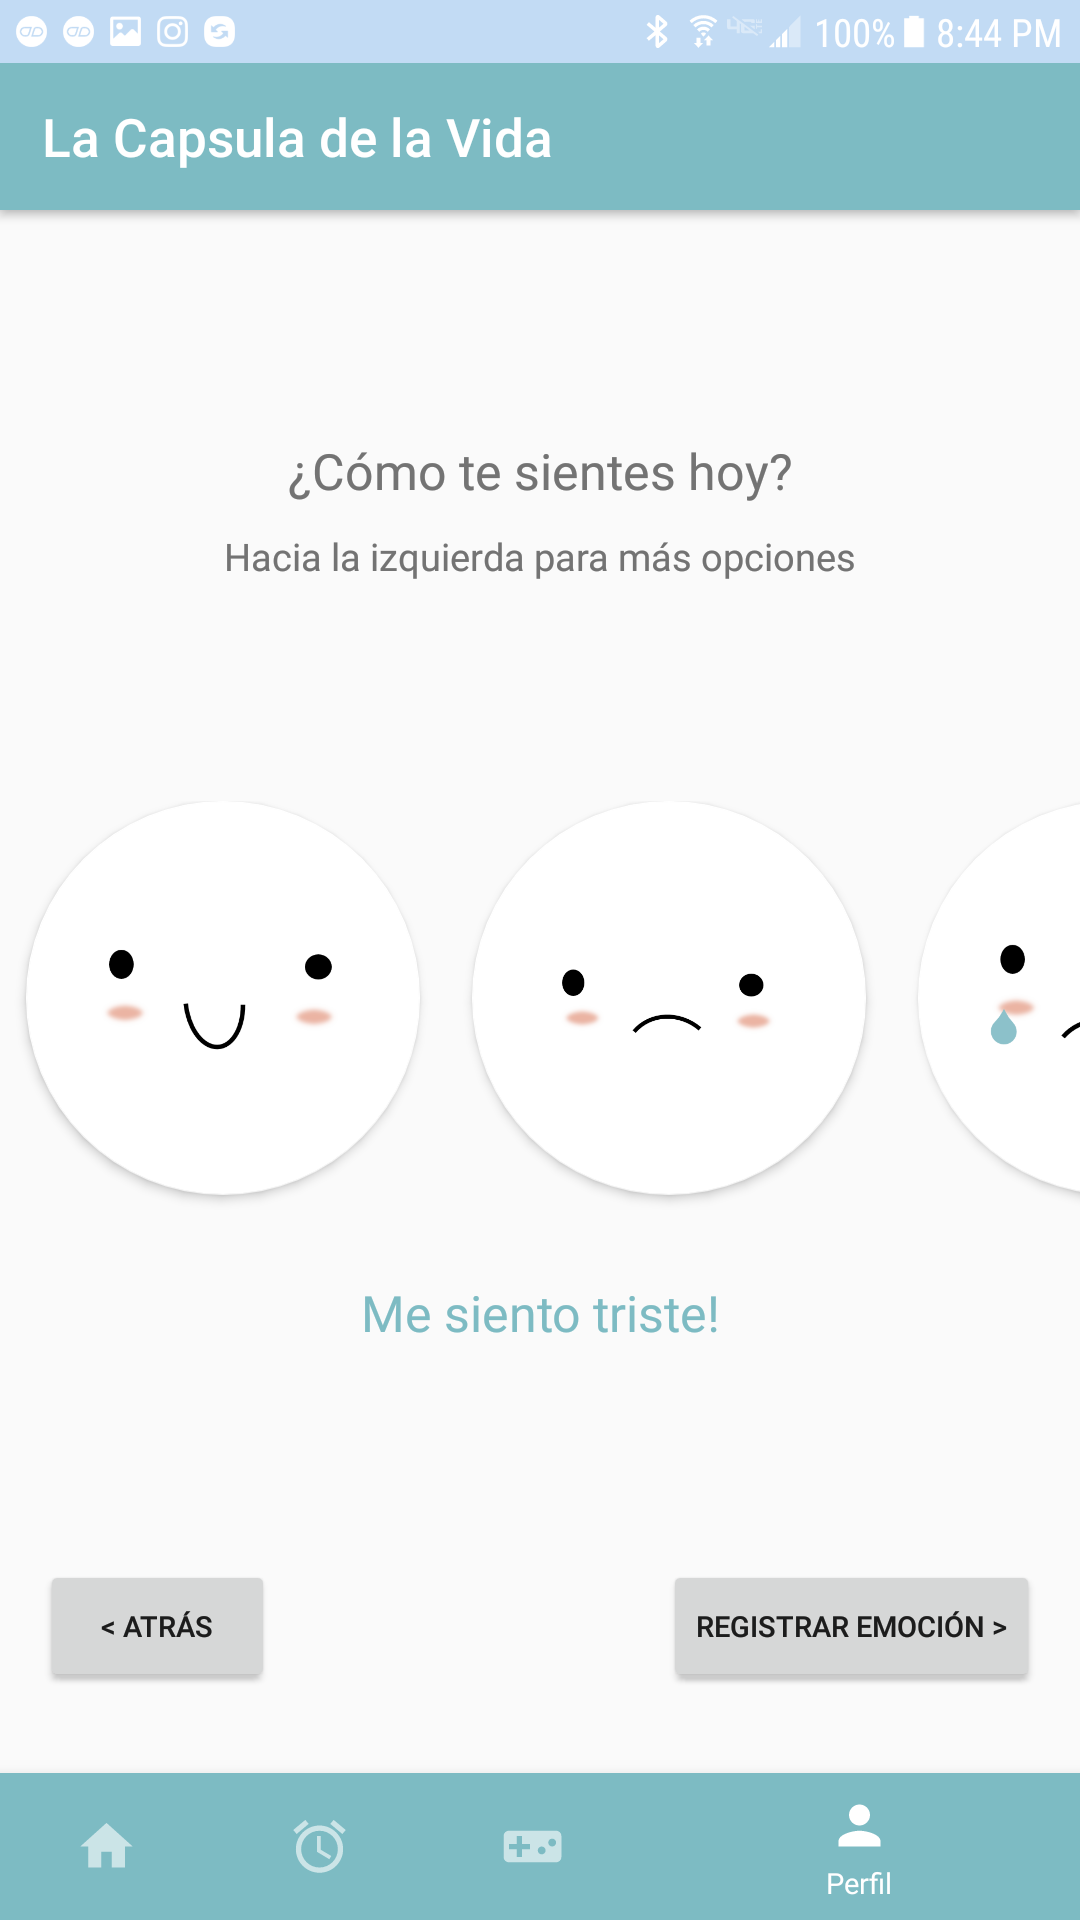 100% 8:44 PM
La Capsula de la Vida
¿Cómo te sientes hoy?
Hacia la izquierda para más opciones
Me siento triste!
< ATRÁS
REGISTRAR EMOCIÓN >
Perfil